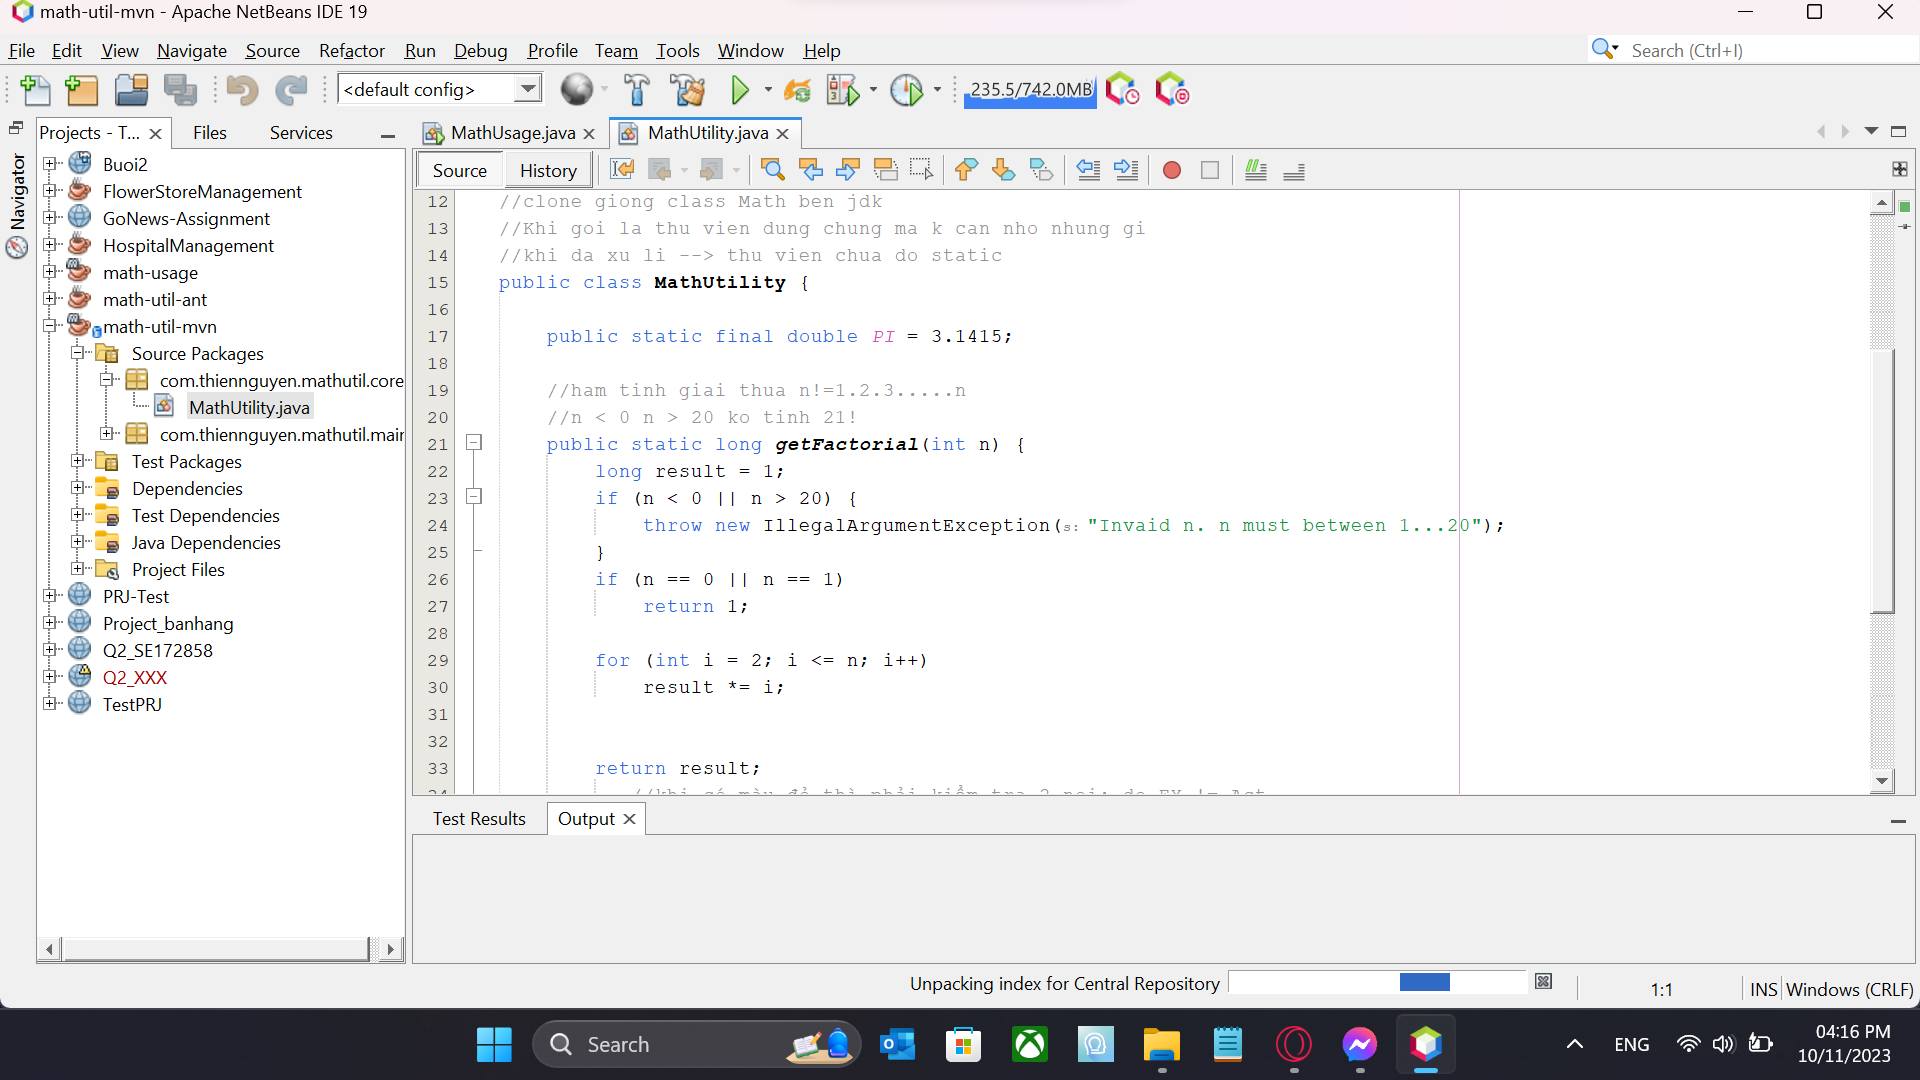 math-util-mvn - Apache NetBeans IDE 19
File Edit View Navigate Source Refactor Run Debug Profile Team Tools Window Help
Search (Ctrl+I)
<default config>
235.5/742.0MB
Projects - T... Files Services
MathUsage.java MathUtility.java
Navigator
Source History
Buoi2
FlowerStoreManagement
GoNews-Assignment
HospitalManagement
math-usage
math-util-ant
math-util-mvn
Source Packages
com.thiennguyen.mathutil.core
MathUtility.java
com.thiennguyen.mathutil.mair
Test Packages
Dependencies
Test Dependencies
Java Dependencies
Project Files
PRJ-Test
Project_banhang
Q2_SE172858
Q2_XXX
TestPRJ
12 //clone giong class Math ben jdk
13 //Khi goi la thu vien dung chung ma k can nho nhung gi
14 //khi da xu li --> thu vien chua do static
15 public class MathUtility {
16
17 public static final double PI = 3.1415;
18
19 //ham tinh giai thua n!=1.2.3.....n
20 //n < 0 n > 20 ko tinh 21!
21 public static long getFactorial(int n) {
22 long result = 1;
23 if (n < 0 || n > 20) {
24 throw new IllegalArgumentException(s: "Invaid n. n must between 1...20");
25 }
26 if (n == 0 || n == 1)
27 return 1;
28
29 for (int i = 2; i <= n; i++)
30 result *= i;
31
32
33 return result;
Test Results Output
Unpacking index for Central Repository
1:1 INS Windows (CRLF)
Search
ENG
04:16 PM
10/11/2023